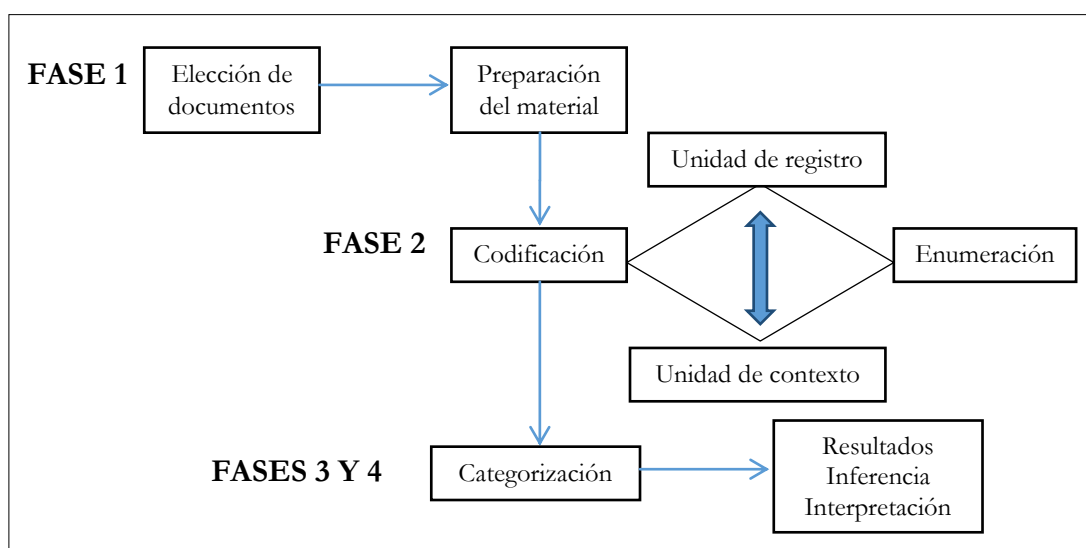 FASE 1
Elección de
documentos
Preparación
del material
Unidad de registro
FASE 2
Codificación
Enumeración
Unidad de contexto
FASES 3 Y 4
Categorización
Resultados
Inferencia
Interpretación